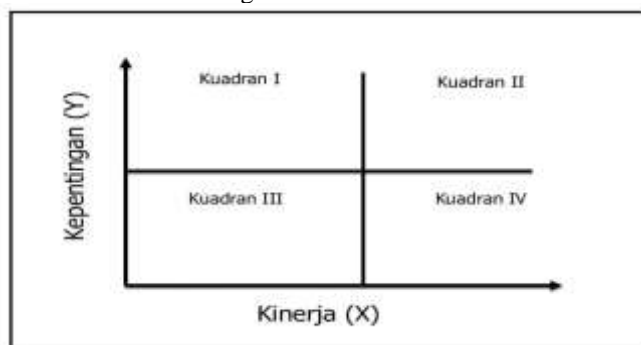 Kuadran I
Kuadran II
Kepentingan (Y)
Kuadran III
Kuadran IV
Kinerja (X)